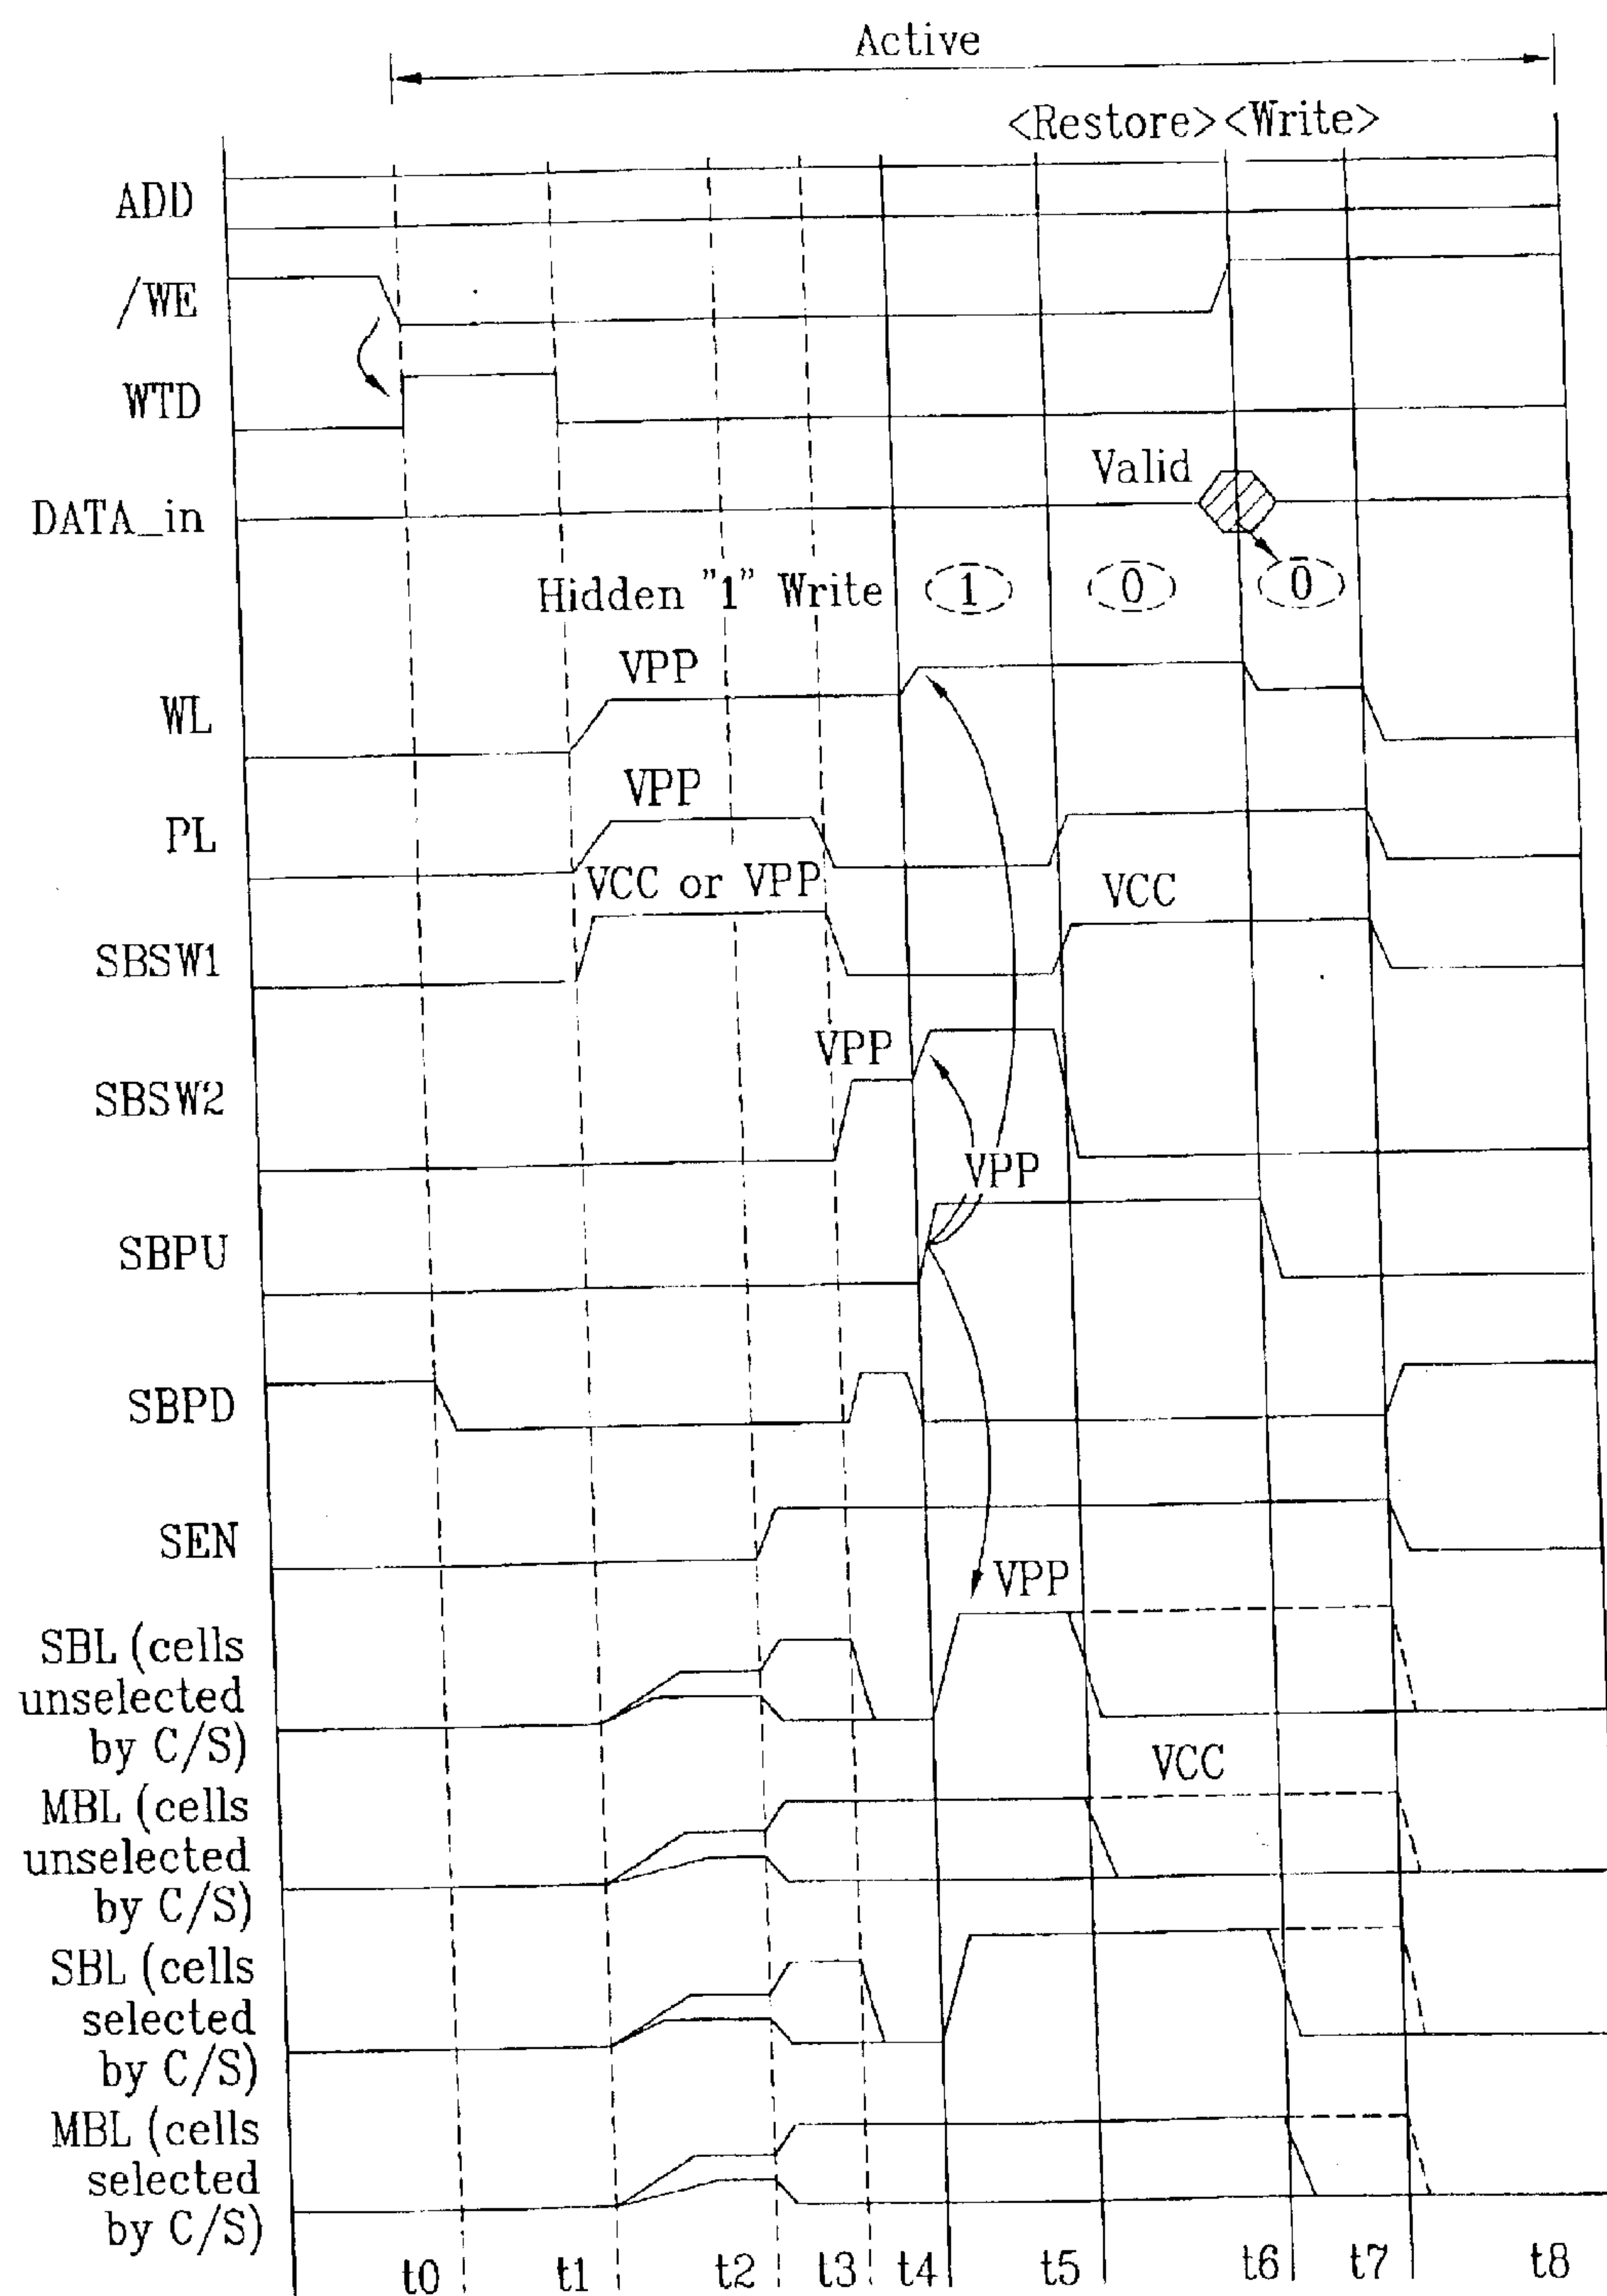 Active
<Restore> <Write>
ADD
/WE
WTD
Valid
DATA_in
Hidden "1" Write 1 0 0
VPP
WL
VPP
PL
VCC or VPP VCC
SBSW1
VPP
SBSW2
VPP
SBPU
SBPD
SEN
VPP
SBL (cells
unselected
by C/S)
VCC
MBL (cells
unselected
by C/S)
SBL (cells
selected
by C/S)
MBL (cells
selected
by C/S)
t0 t1 t2 t3 t4 t5 t6 t7 t8